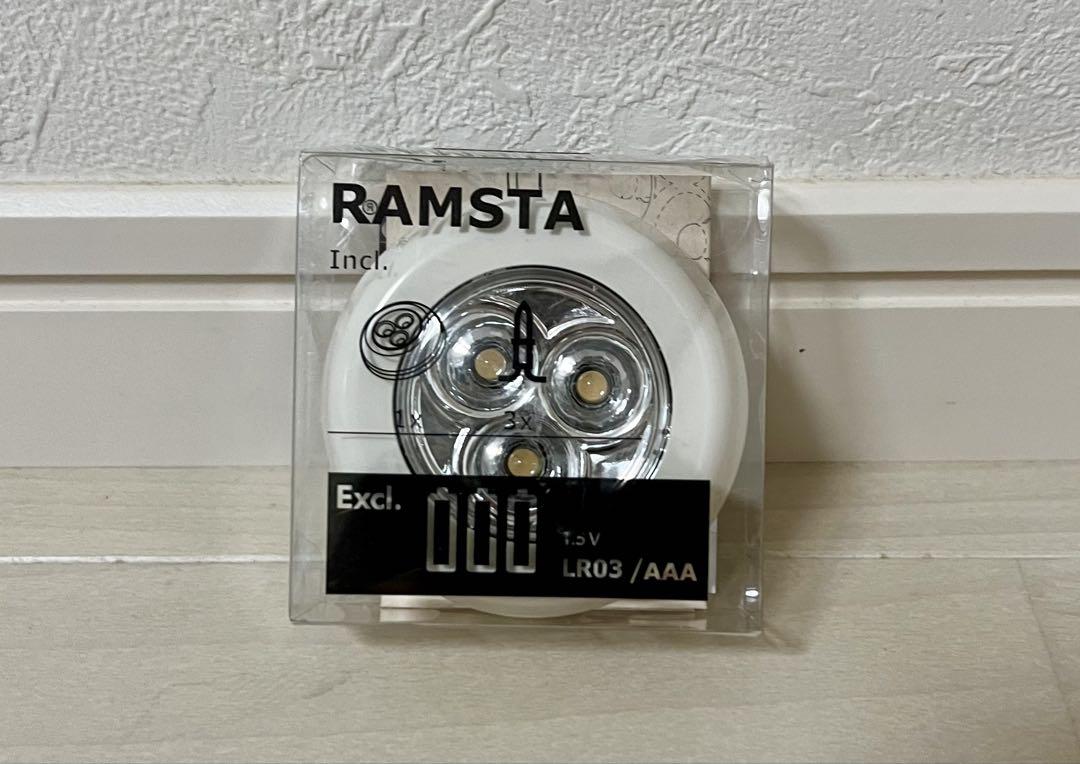 RAMSTA
®
Incl.
1x 3x
Excl.
1.5V
LR03 /AAA